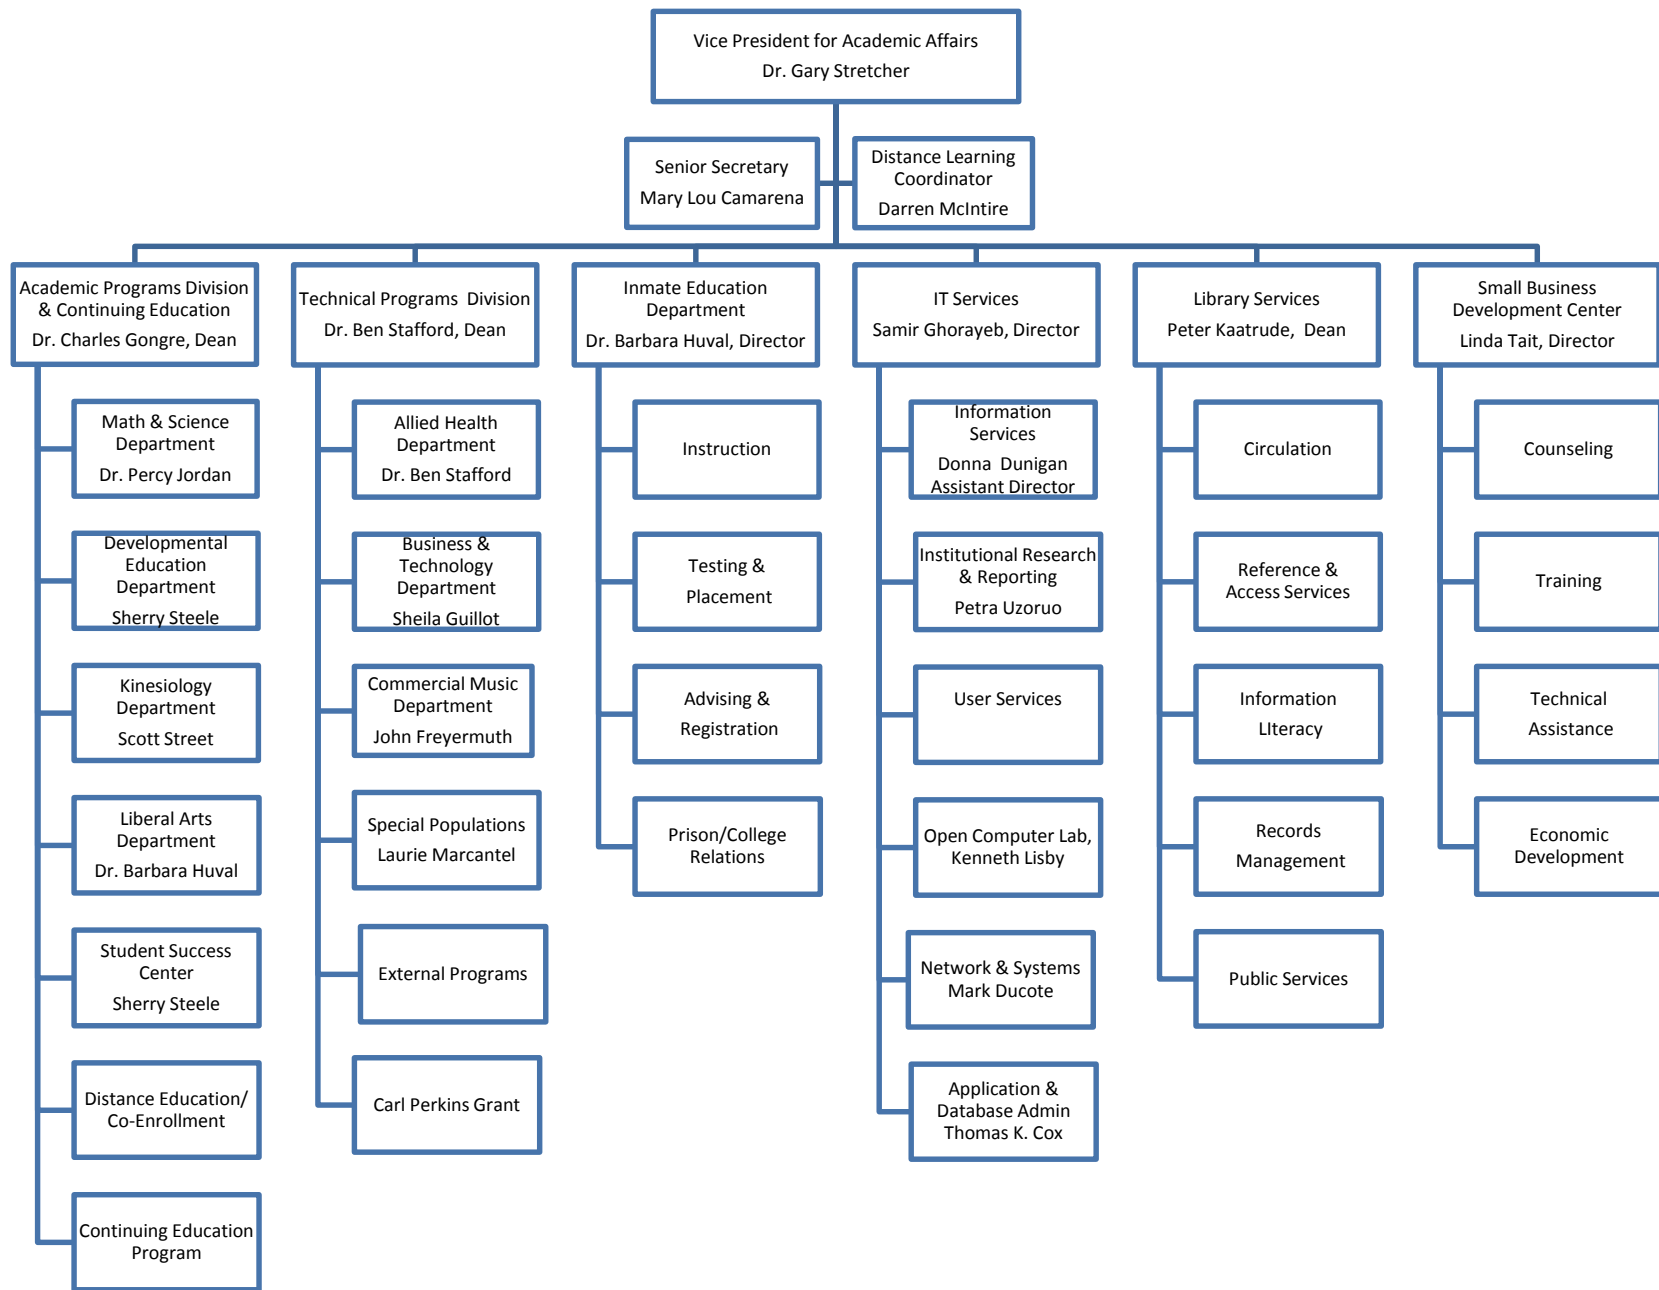 Vice President for Academic Affairs
Dr. Gary Stretcher
Senior Secretary
Mary Lou Camarena
Distance Learning
Coordinator
Darren McIntire
Academic Programs Division
& Continuing Education
Dr. Charles Gongre, Dean
Math & Science
Department
Dr. Percy Jordan
Developmental
Education
Department
Sherry Steele
Kinesiology
Department
Scott Street
Liberal Arts
Department
Dr. Barbara Huval
Student Success
Center
Sherry Steele
Distance Education/
Co-Enrollment
Continuing Education
Program
Technical Programs  Division
Dr. Ben Stafford, Dean
Allied Health
Department
Dr. Ben Stafford
Business &
Technology
Department
Sheila Guillot
Commercial Music
Department
John Freyermuth
Special Populations
Laurie Marcantel
External Programs
Carl Perkins Grant
Inmate Education
Department
Dr. Barbara Huval, Director
Instruction
Testing &
Placement
Advising &
Registration
Prison/College
Relations
IT Services
Samir Ghorayeb, Director
Information
Services
Donna  Dunigan
Assistant Director
Institutional Research
& Reporting
Petra Uzoruo
User Services
Open Computer Lab,
Kenneth Lisby
Network & Systems
Mark Ducote
Application &
Database Admin
Thomas K. Cox
Library Services
Peter Kaatrude,  Dean
Circulation
Reference &
Access Services
Information
LIteracy
Records
Management
Public Services
Small Business
Development Center
Linda Tait, Director
Counseling
Training
Technical
Assistance
Economic
Development